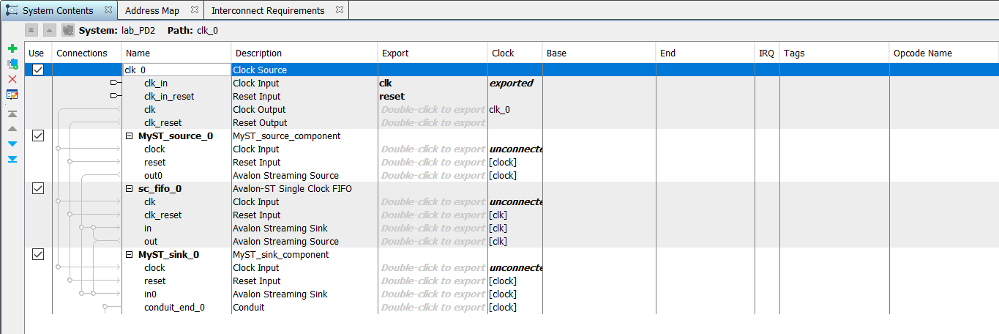 System Contents Address Map Interconnect Requirements
System: lab_PD2 Path: clk_0
Use Connections Name Description Export Clock Base End IRQ Tags Opcode Name
clk_0 Clock Source
clk_in Clock Input clk exported
clk_in_reset Reset Input reset
clk Clock Output Double-click to export clk_0
clk_reset Reset Output Double-click to export
MyST_source_0 MyST_source_component
clock Clock Input Double-click to export unconnecte
reset Reset Input Double-click to export [clock]
out0 Avalon Streaming Source Double-click to export [clock]
sc_fifo_0 Avalon-ST Single Clock FIFO
clk Clock Input Double-click to export unconnecte
clk_reset Reset Input Double-click to export [clk]
in Avalon Streaming Sink Double-click to export [clk]
out Avalon Streaming Source Double-click to export [clk]
MyST_sink_0 MyST_sink_component
clock Clock Input Double-click to export unconnecte
reset Reset Input Double-click to export [clock]
in0 Avalon Streaming Sink Double-click to export [clock]
conduit_end_0 Conduit Double-click to export [clock]